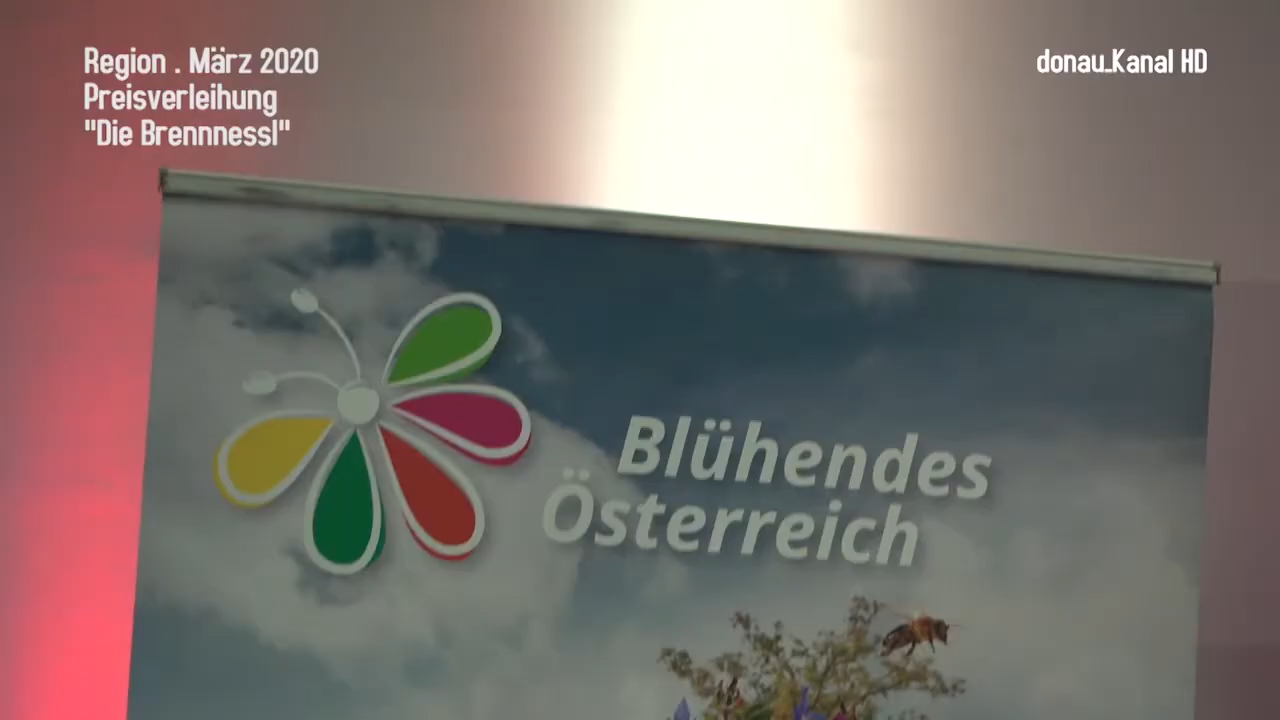 Region . März 2020
Preisverleihung
"Die Brennnessl"
donau_Kanal HD
Blühendes
Österreich